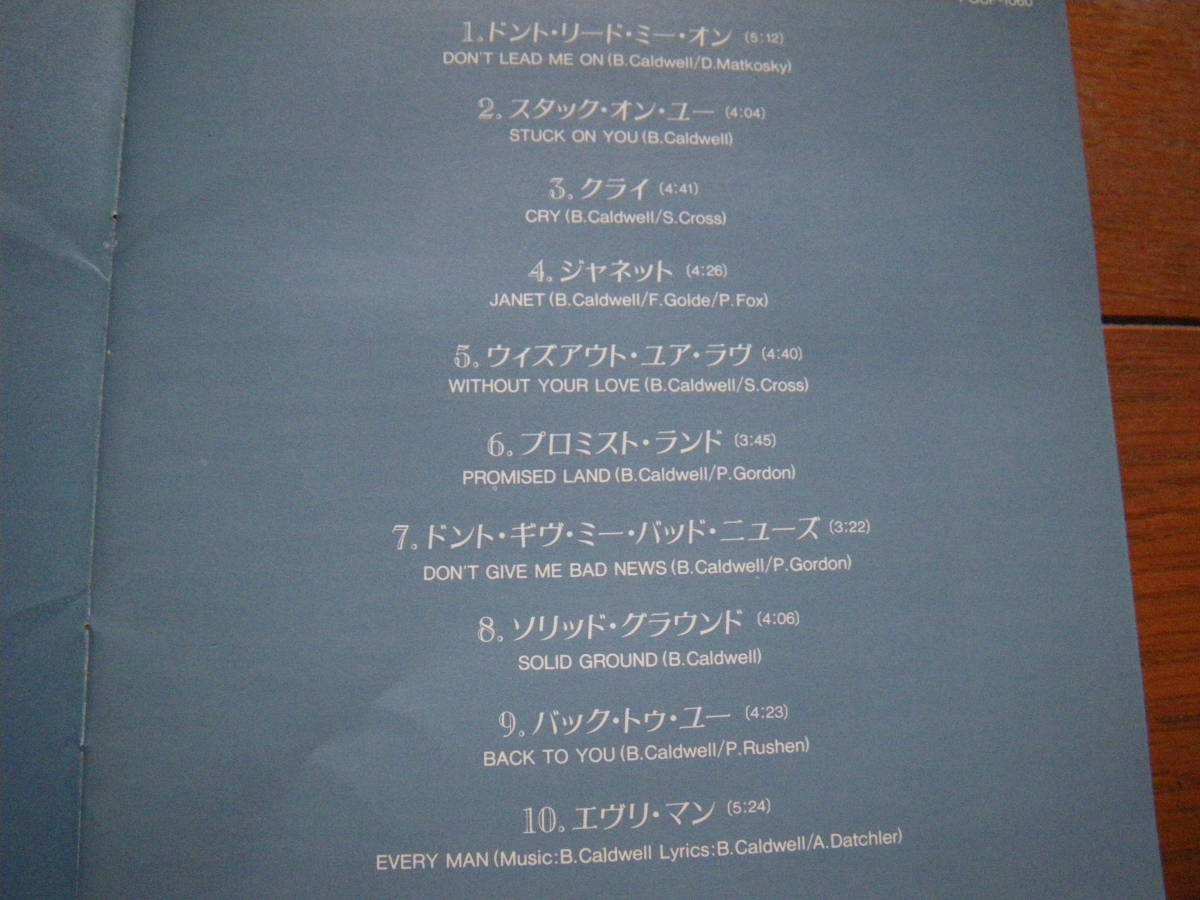 1.ドント・リード・ミー・オン (5:12)
DON'T LEAD ME ON(B.Caldwell/D.Matkosky)
2.スタック・オン・ユー (4:04)
STUCK ON YOU(B.Caldwell)
3.クライ (4:41)
CRY(B.Caldwell/S.Cross)
4.ジャネット (4:26)
JANET(B.Caldwell/F.Golde/P.Fox)
5.ウィズアウト・ユア・ラヴ (4:40)
WITHOUT YOUR LOVE(B.Caldwell/S.Cross)
6.プロミスト・ランド (3:45)
PROMISED LAND(B.Caldwell/P.Gordon)
7.ドント・ギヴ・ミー・バッド・ニューズ (3:22)
DON'T GIVE ME BAD NEWS(B.Caldwell/P.Gordon)
8.ソリッド・グラウンド (4:06)
SOLID GROUND(B.Caldwell)
9.バック・トゥ・ユー (4:23)
BACK TO YOU(B.Caldwell/P.Rushen)
10.エヴリ・マン (5:24)
EVERY MAN(Music:B.Caldwell Lyrics:B.Caldwell/A.Datchler)